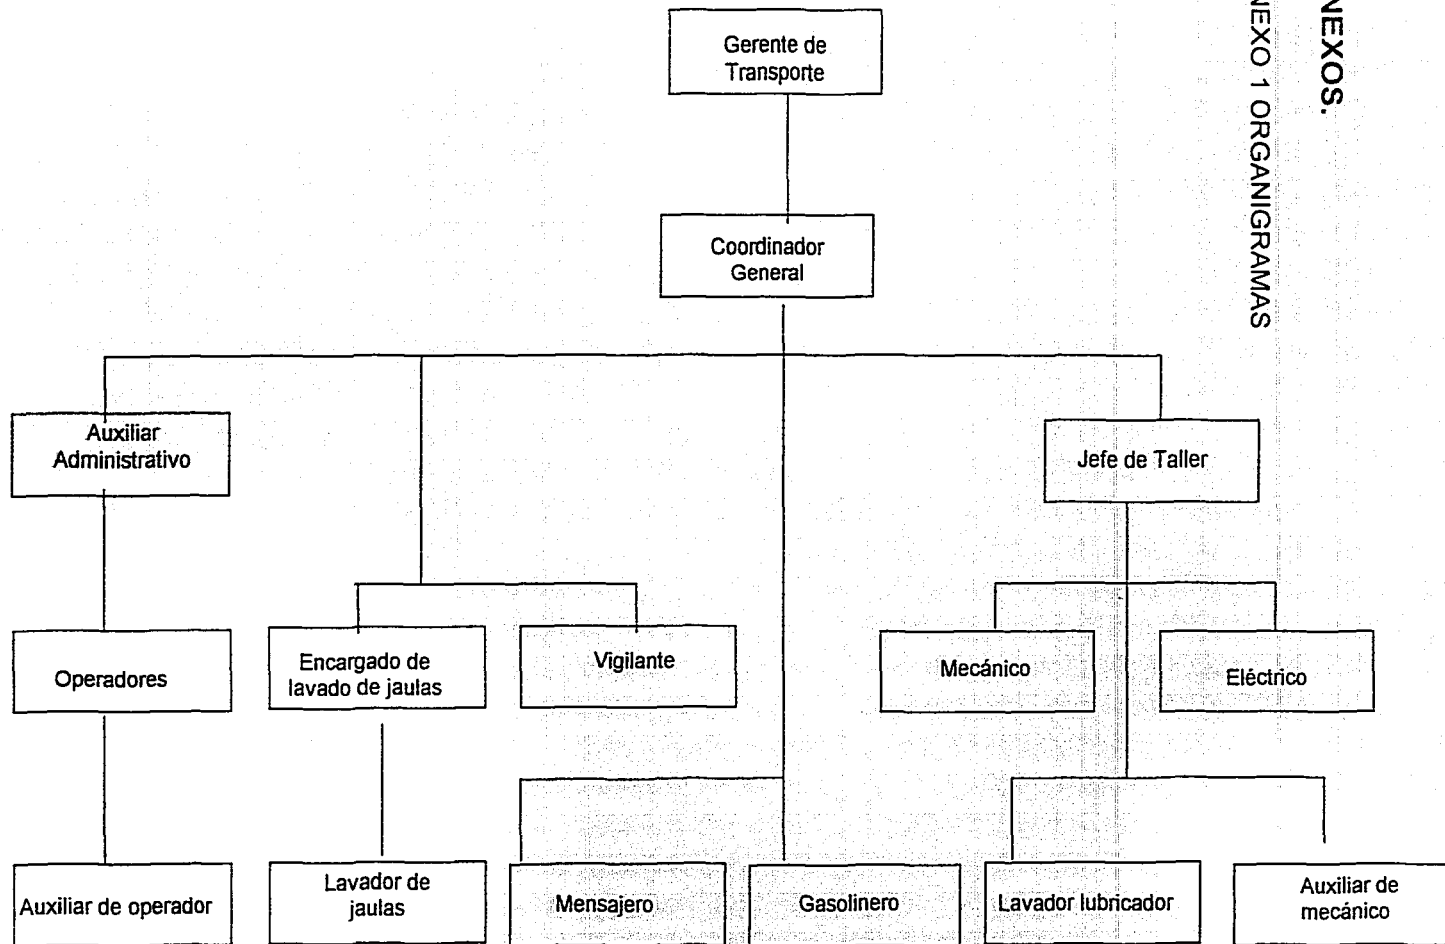 NEXOS.
NEXO 1 ORGANIGRAMAS
Gerente de
Transporte
Coordinador
General
Auxiliar
Administrativo
Jefe de Taller
Operadores
Encargado de
lavado de jaulas
Vigilante
Mecánico
Eléctrico
Auxiliar de operador
Lavador de
jaulas
Mensajero
Gasolinero
Lavador lubricador
Auxiliar de
mecánico